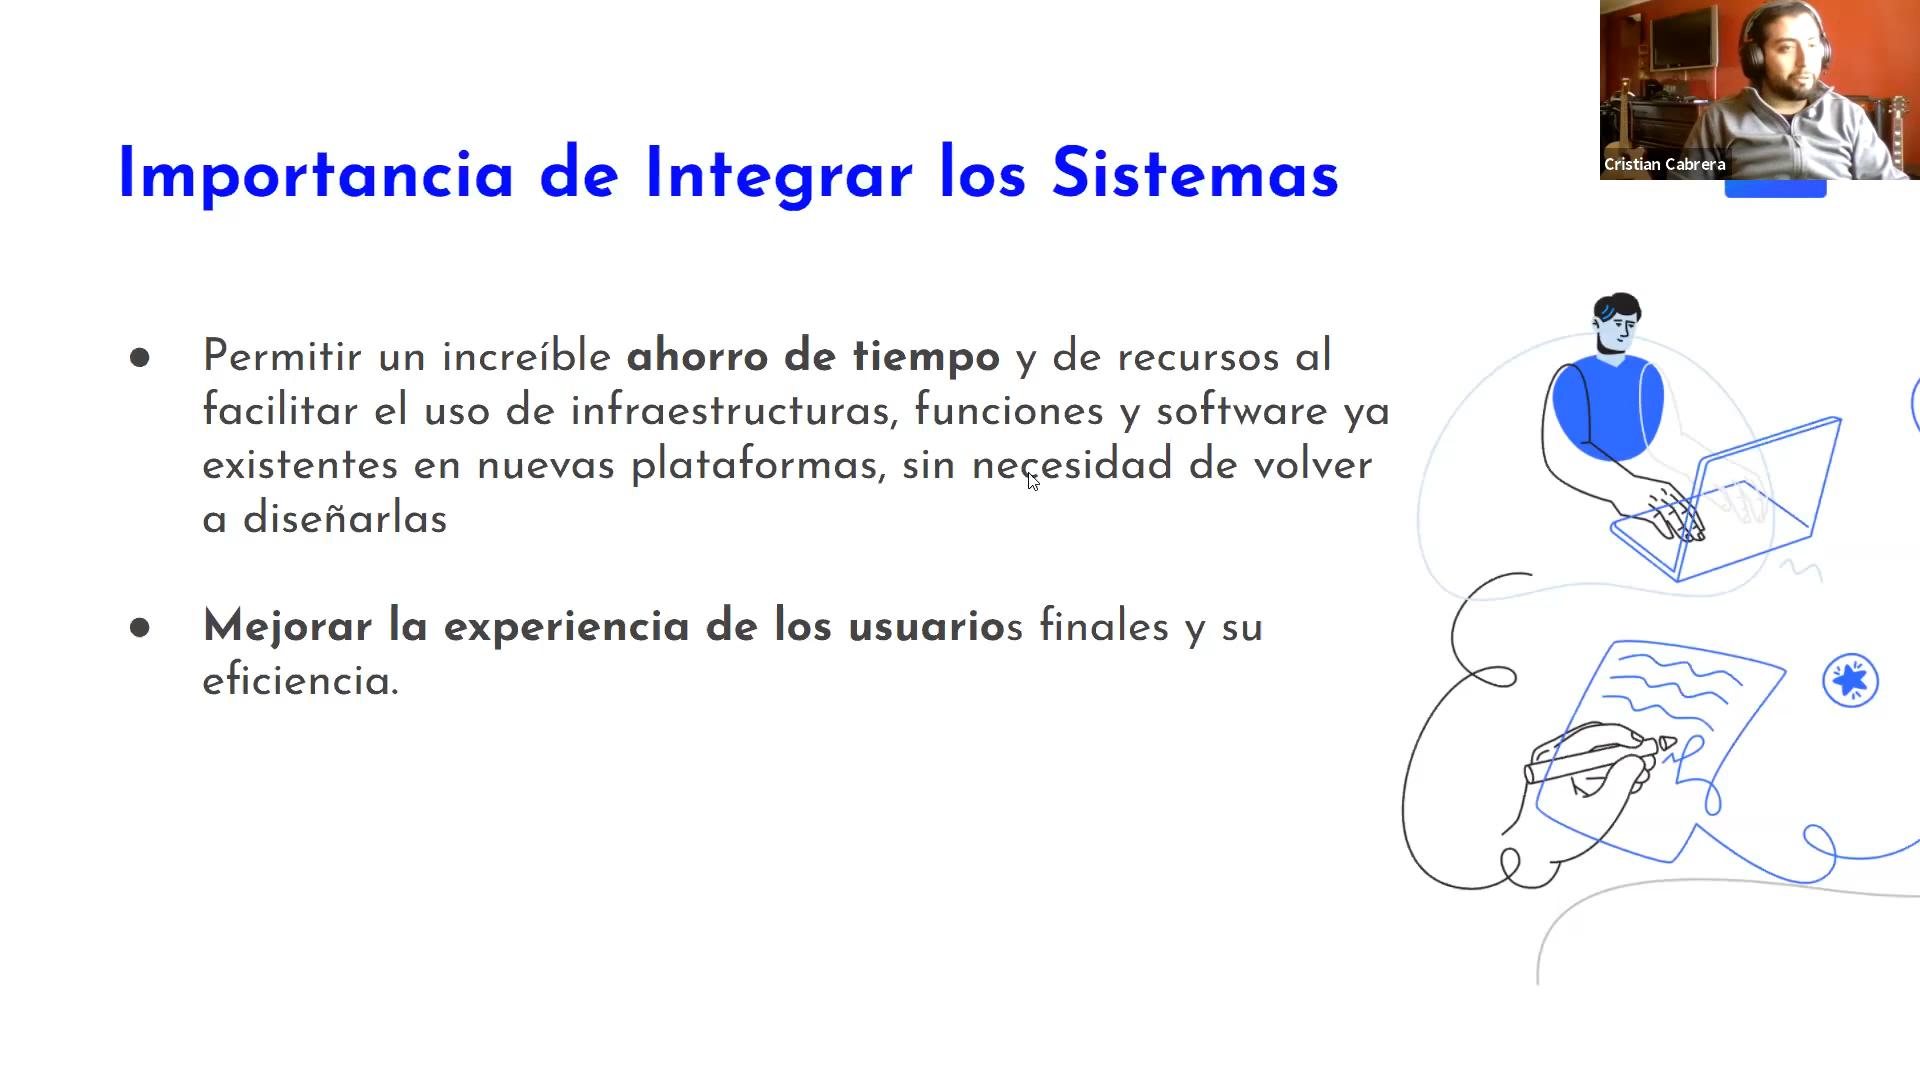 Importancia de Integrar los Sistemas
Cristian Cabrera
● Permitir un increíble ahorro de tiempo y de recursos al
facilitar el uso de infraestructuras, funciones y software ya
existentes en nuevas plataformas, sin necesidad de volver
a diseñarlas
● Mejorar la experiencia de los usuarios finales y su
eficiencia.